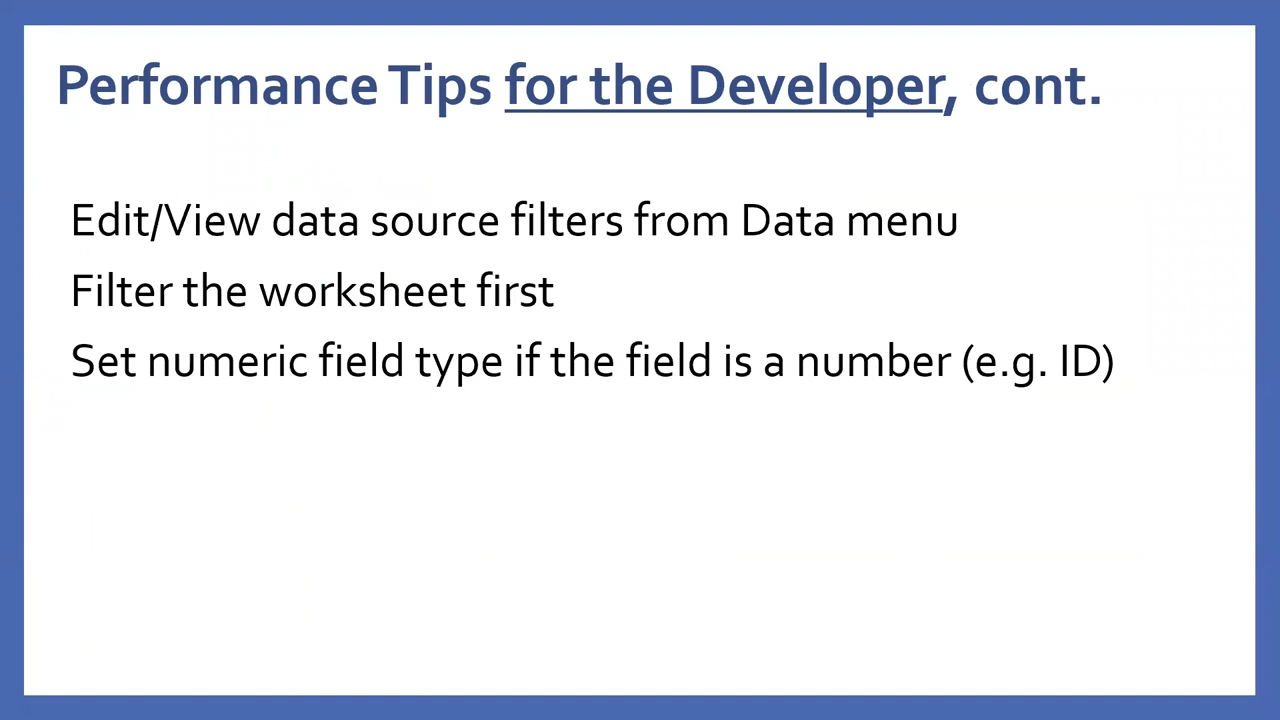 Performance Tips for the Developer, cont.
Edit/View data source filters from Data menu
Filter the worksheet first
Set numeric field type if the field is a number (e.g. ID)